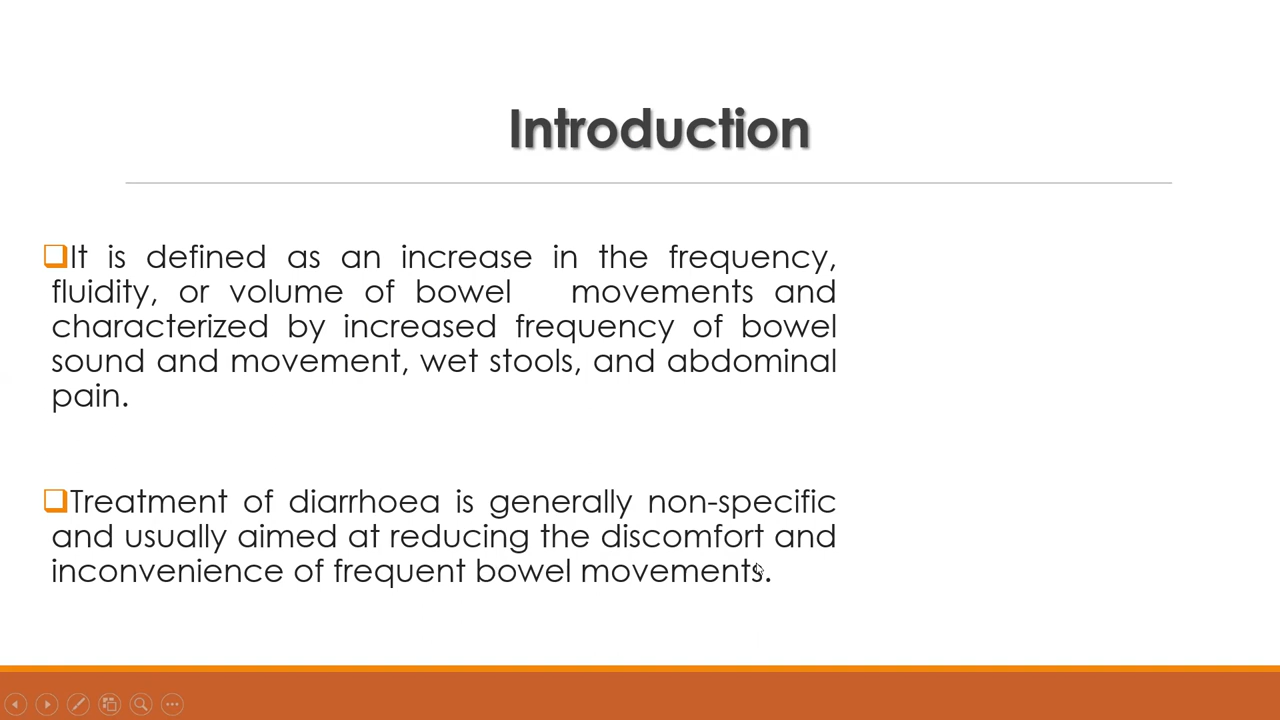 Introduction
It is defined as an increase in the frequency,
fluidity, or volume of bowel movements and
characterized by increased frequency of bowel
sound and movement, wet stools, and abdominal
pain.
Treatment of diarrhoea is generally non-specific
and usually aimed at reducing the discomfort and
inconvenience of frequent bowel movements.